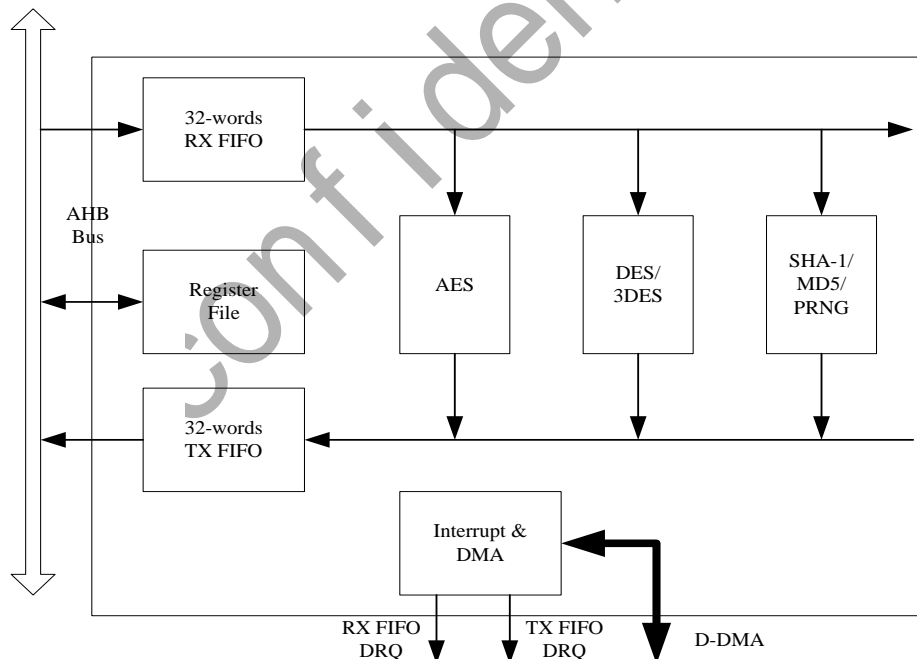 32-words
RX FIFO
AHB
Bus
Register
File
AES
DES/
3DES
SHA-1/
MD5/
PRNG
32-words
TX FIFO
Interrupt &
DMA
RX FIFO
DRQ
TX FIFO
DRQ
D-DMA
confiden